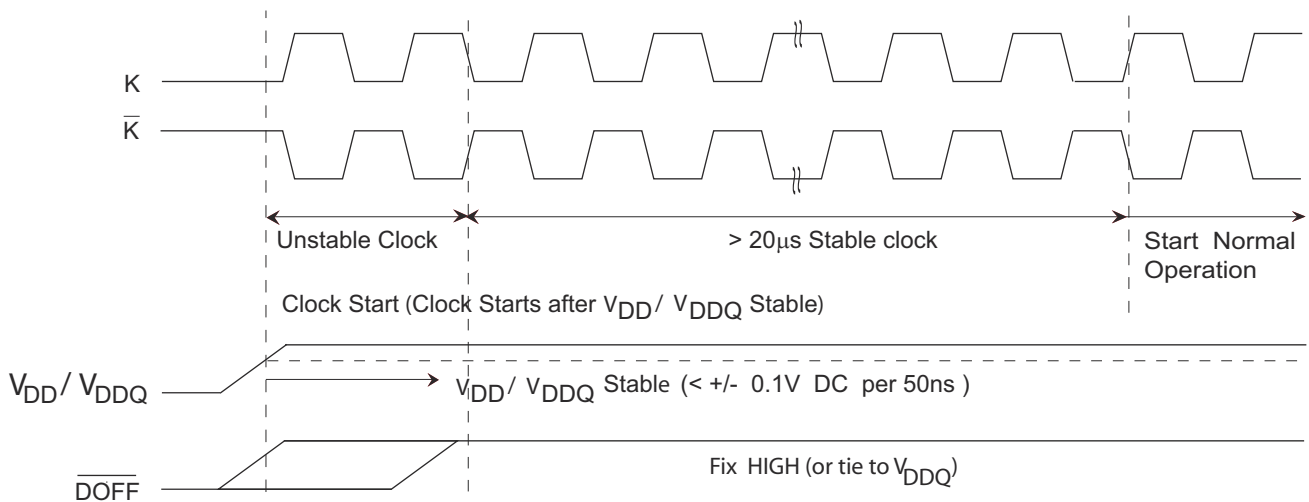 K
K̅
Unstable Clock
> 20µs Stable clock
Start Normal
Operation
Clock Start (Clock Starts after VDD / VDDQ Stable)
VDD / VDDQ
VDD / VDDQ Stable (< +/- 0.1V DC per 50ns )
D̅O̅F̅F̅
Fix HIGH (or tie to VDDQ)